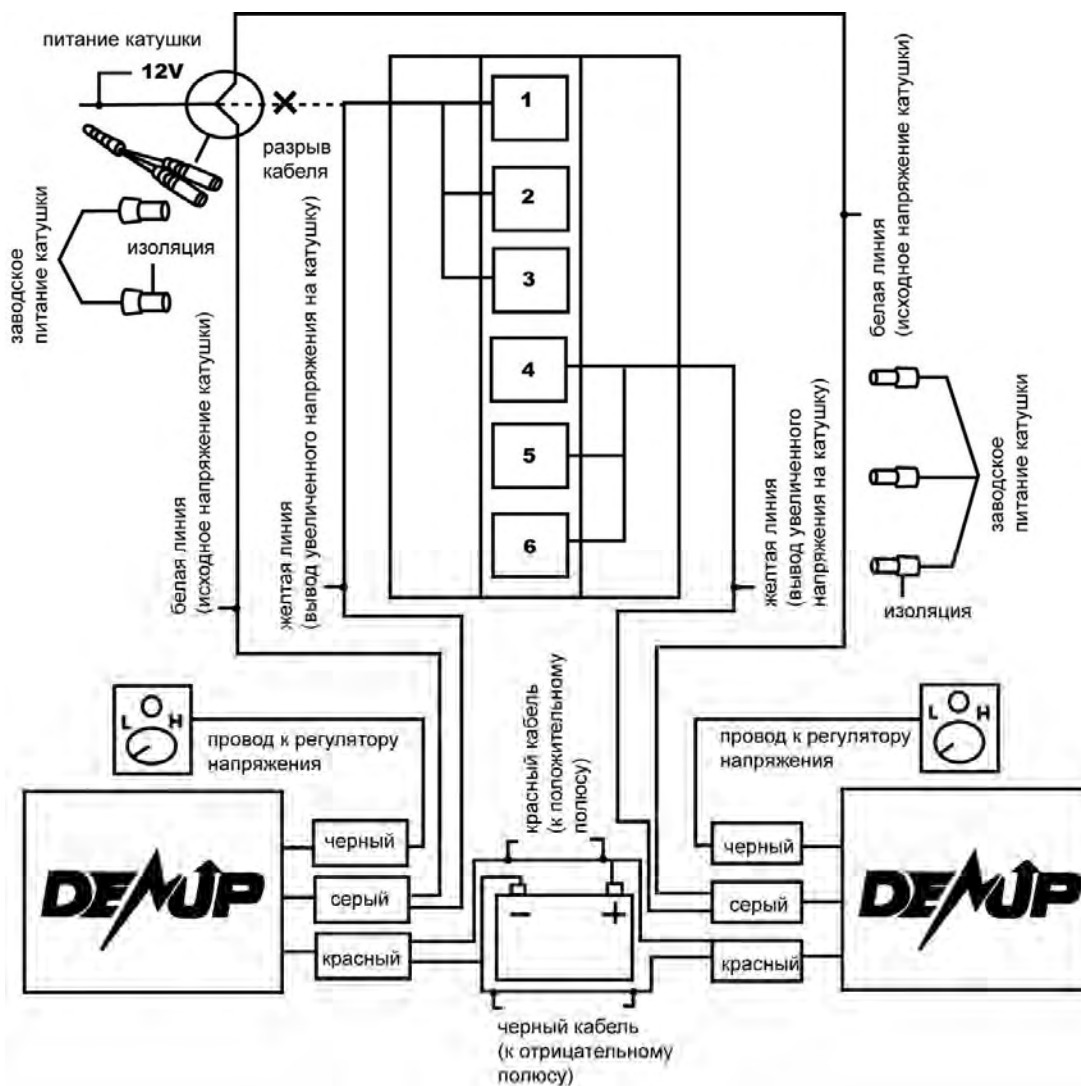 питание катушки
12V
разрыв
кабеля
заводское
питание катушки
изоляция
белая линия
(исходное напряжение катушки)
желтая линия
(вывод увеличенного напряжения на катушку)
1
2
3
4
5
6
желтая линия
(вывод увеличенного
напряжения на катушку)
белая линия
(исходное напряжение катушки)
заводское
питание катушки
изоляция
L H
провод к регулятору
напряжения
красный кабель
(к положительному
полюсу)
L H
провод к регулятору
напряжения
DENUP
черный
серый
красный
− +
черный
серый
красный
DENUP
черный кабель
(к отрицательному
полюсу)